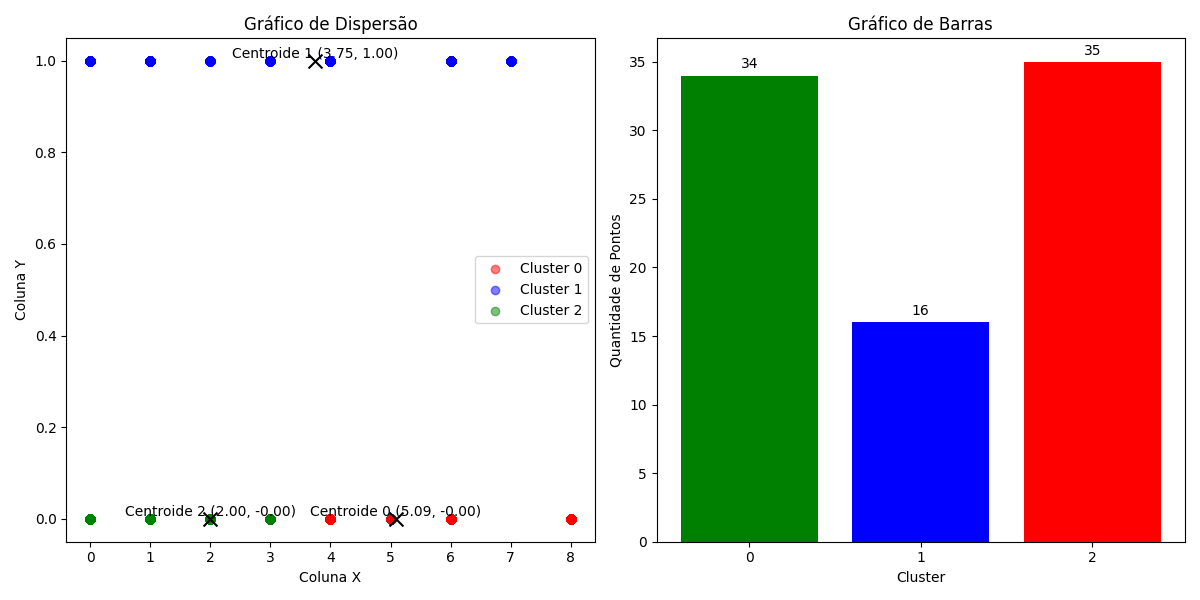 Gráfico de Dispersão
Centroide 1 (3.75, 1.00)
1.0
0.8
0.6
0.4
0.2
0.0
Coluna Y
Cluster 0
Cluster 1
Cluster 2
Centroide 2 (2.00, -0.00)
Centroide 0 (5.09, -0.00)
0 1 2 3 4 5 6 7 8
Coluna X
Gráfico de Barras
35
30
25
20
15
10
5
0
Quantidade de Pontos
34
16
35
0 1 2
Cluster